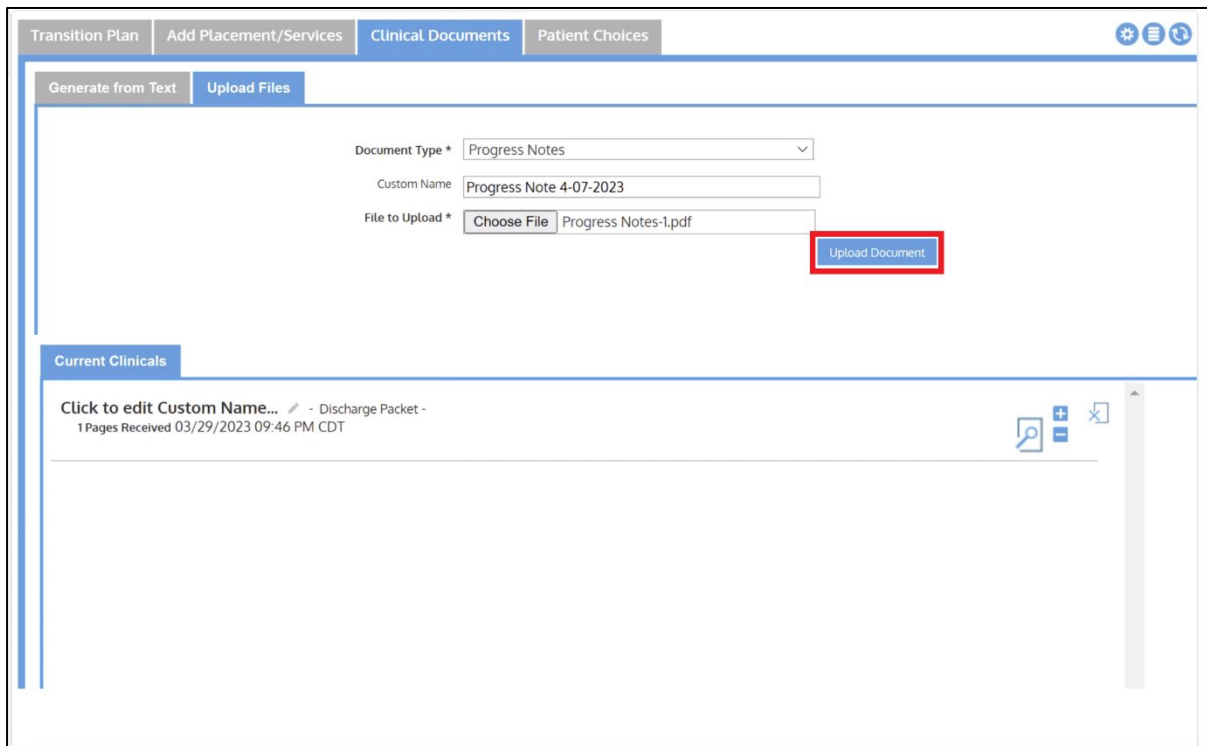 Transition Plan Add Placement/Services Clinical Documents Patient Choices
Generate from Text Upload Files
Document Type * Progress Notes
Custom Name Progress Note 4-07-2023
File to Upload * Choose File Progress Notes-1.pdf
Upload Document
Current Clinicals
Click to edit Custom Name... - Discharge Packet -
1 Pages Received 03/29/2023 09:46 PM CDT